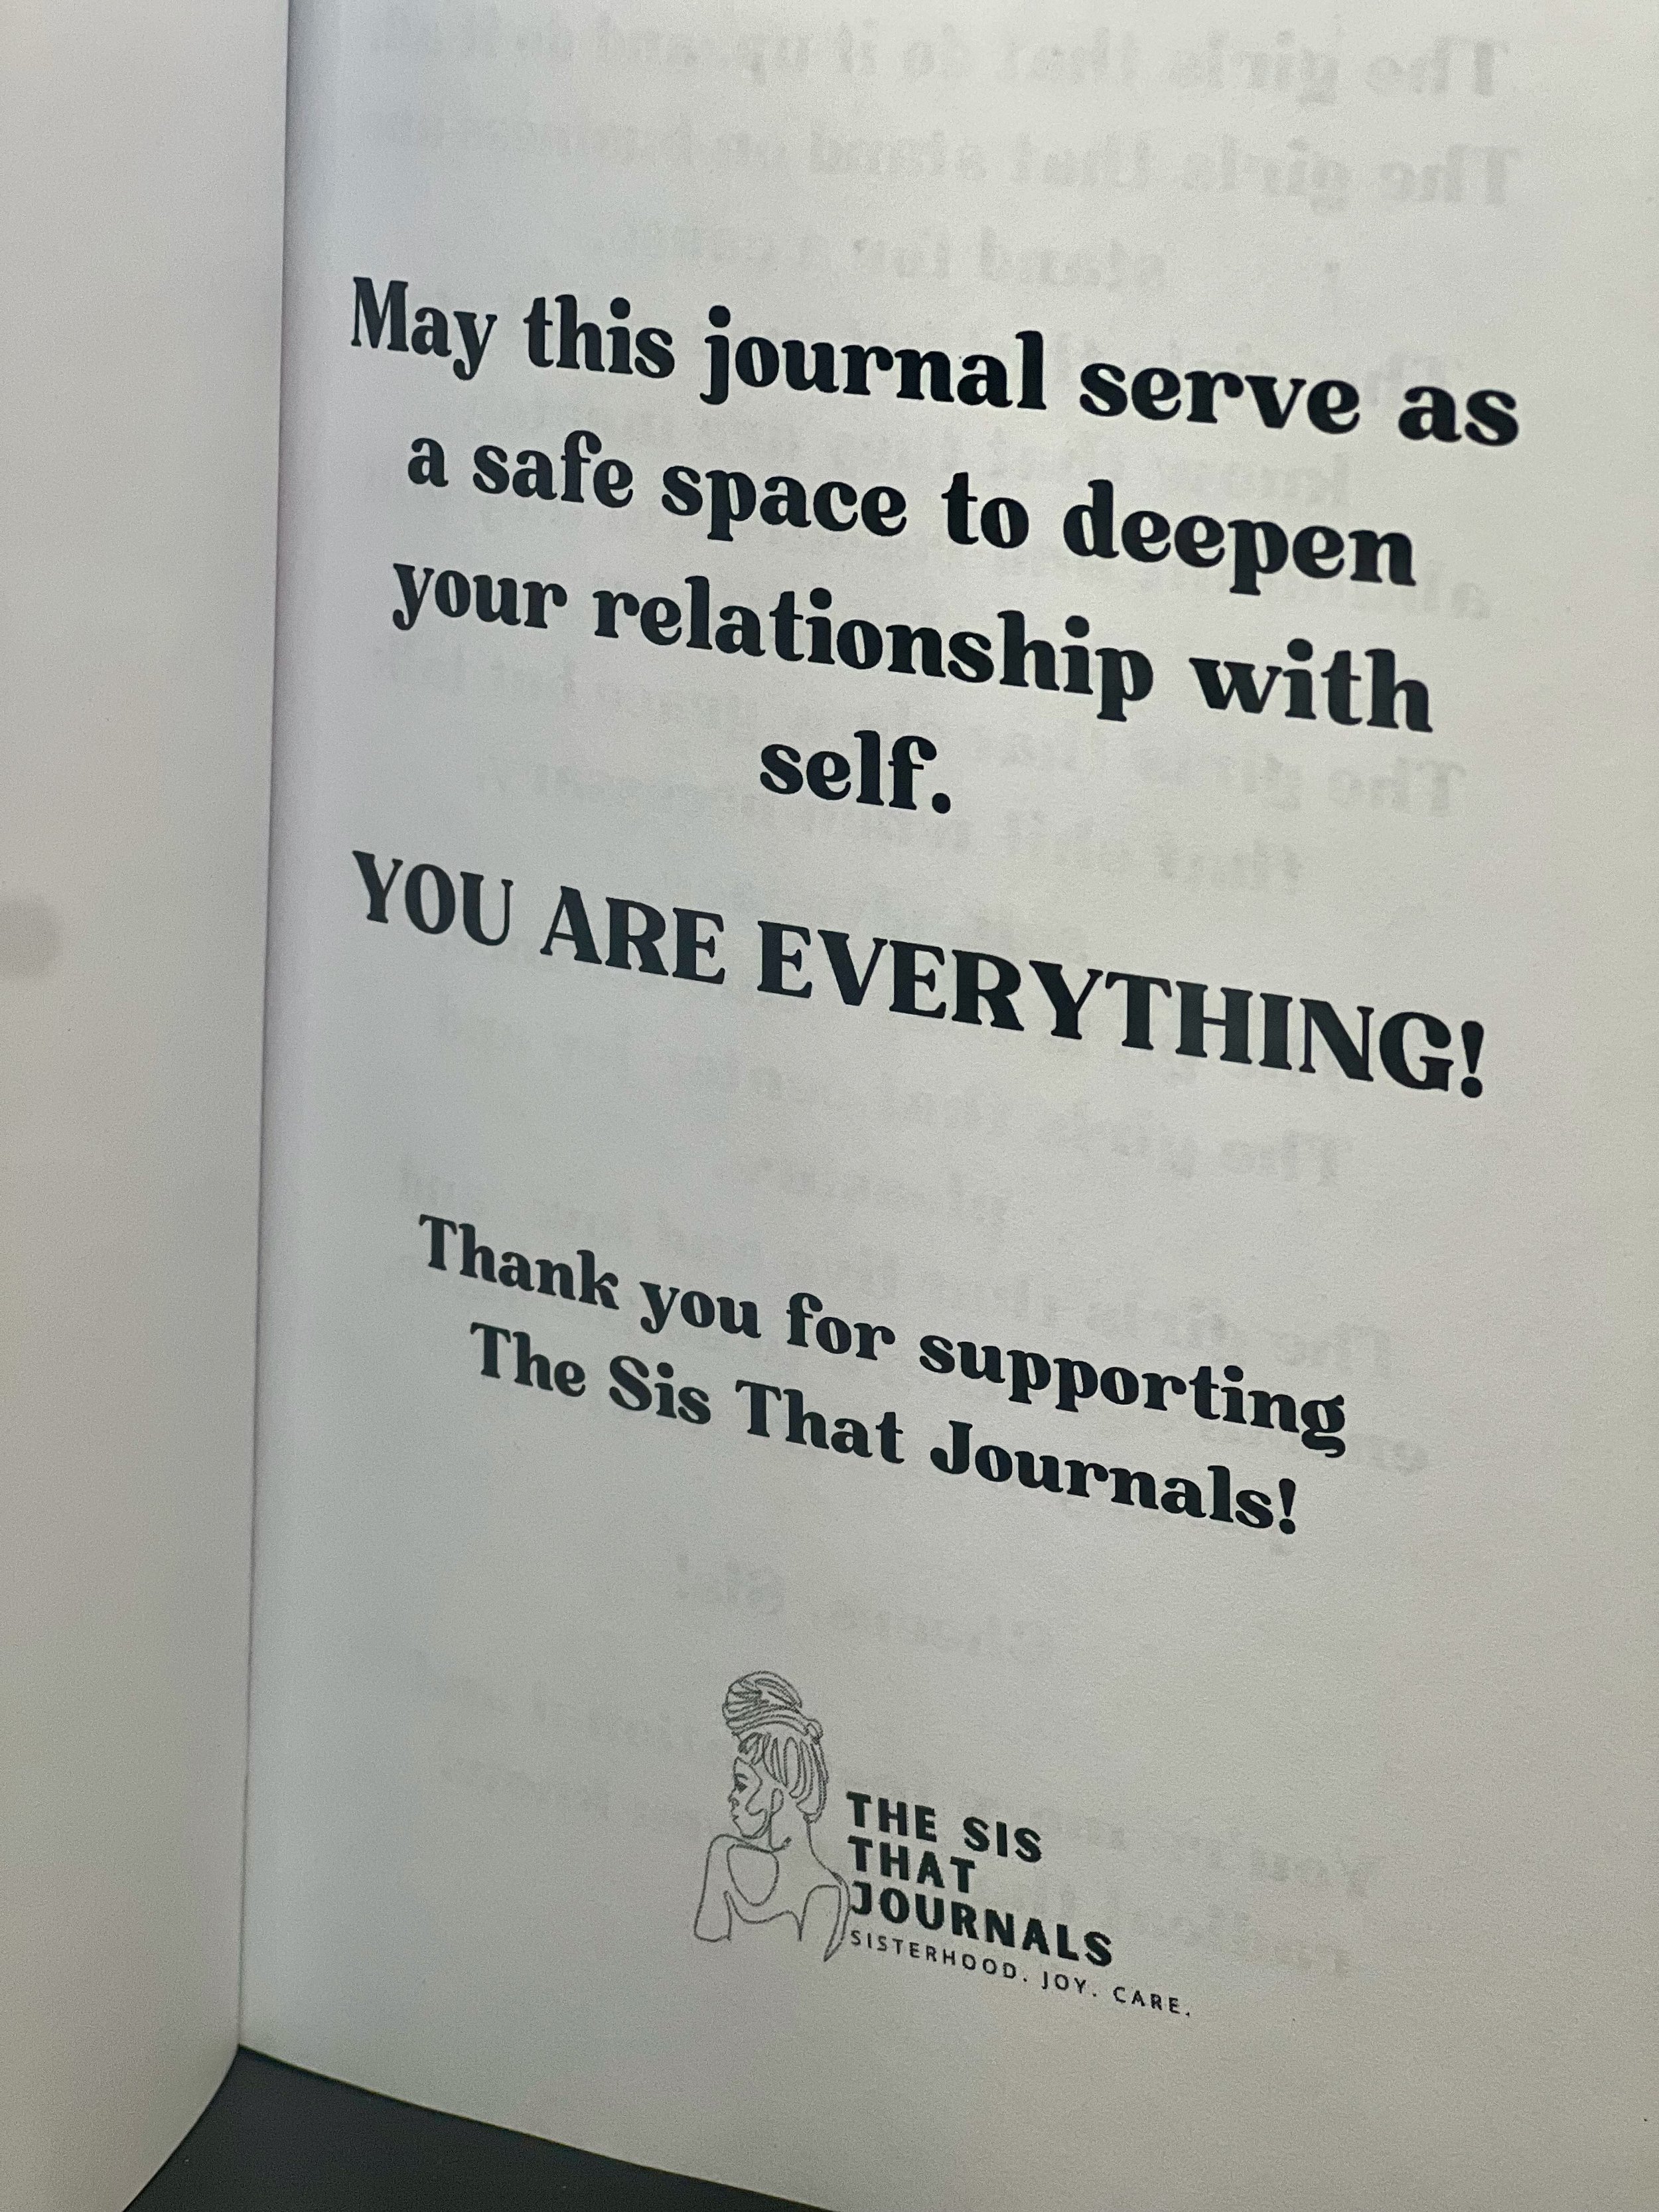 May this journal serve as
a safe space to deepen
your relationship with
self.
YOU ARE EVERYTHING!
Thank you for supporting
The Sis That Journals!
THE SIS
THAT
JOURNALS
SISTERHOOD. JOY. CARE.